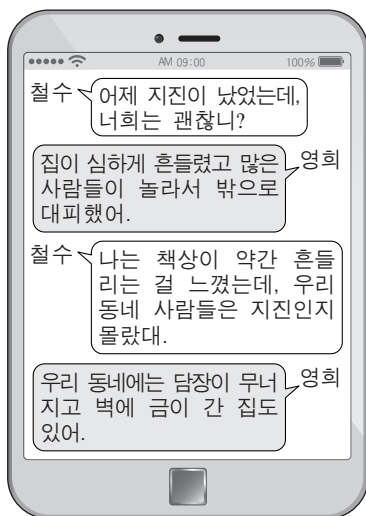 AM 09:00
100%
철수
어제 지진이 났었는데,
너희는 괜찮니?
영희
집이 심하게 흔들렸고 많은
사람들이 놀라서 밖으로
대피했어.
철수
나는 책상이 약간 흔들
리는 걸 느꼈는데, 우리
동네 사람들은 지진인지
몰랐대.
영희
우리 동네에는 담장이 무너
지고 벽에 금이 간 집도
있어.